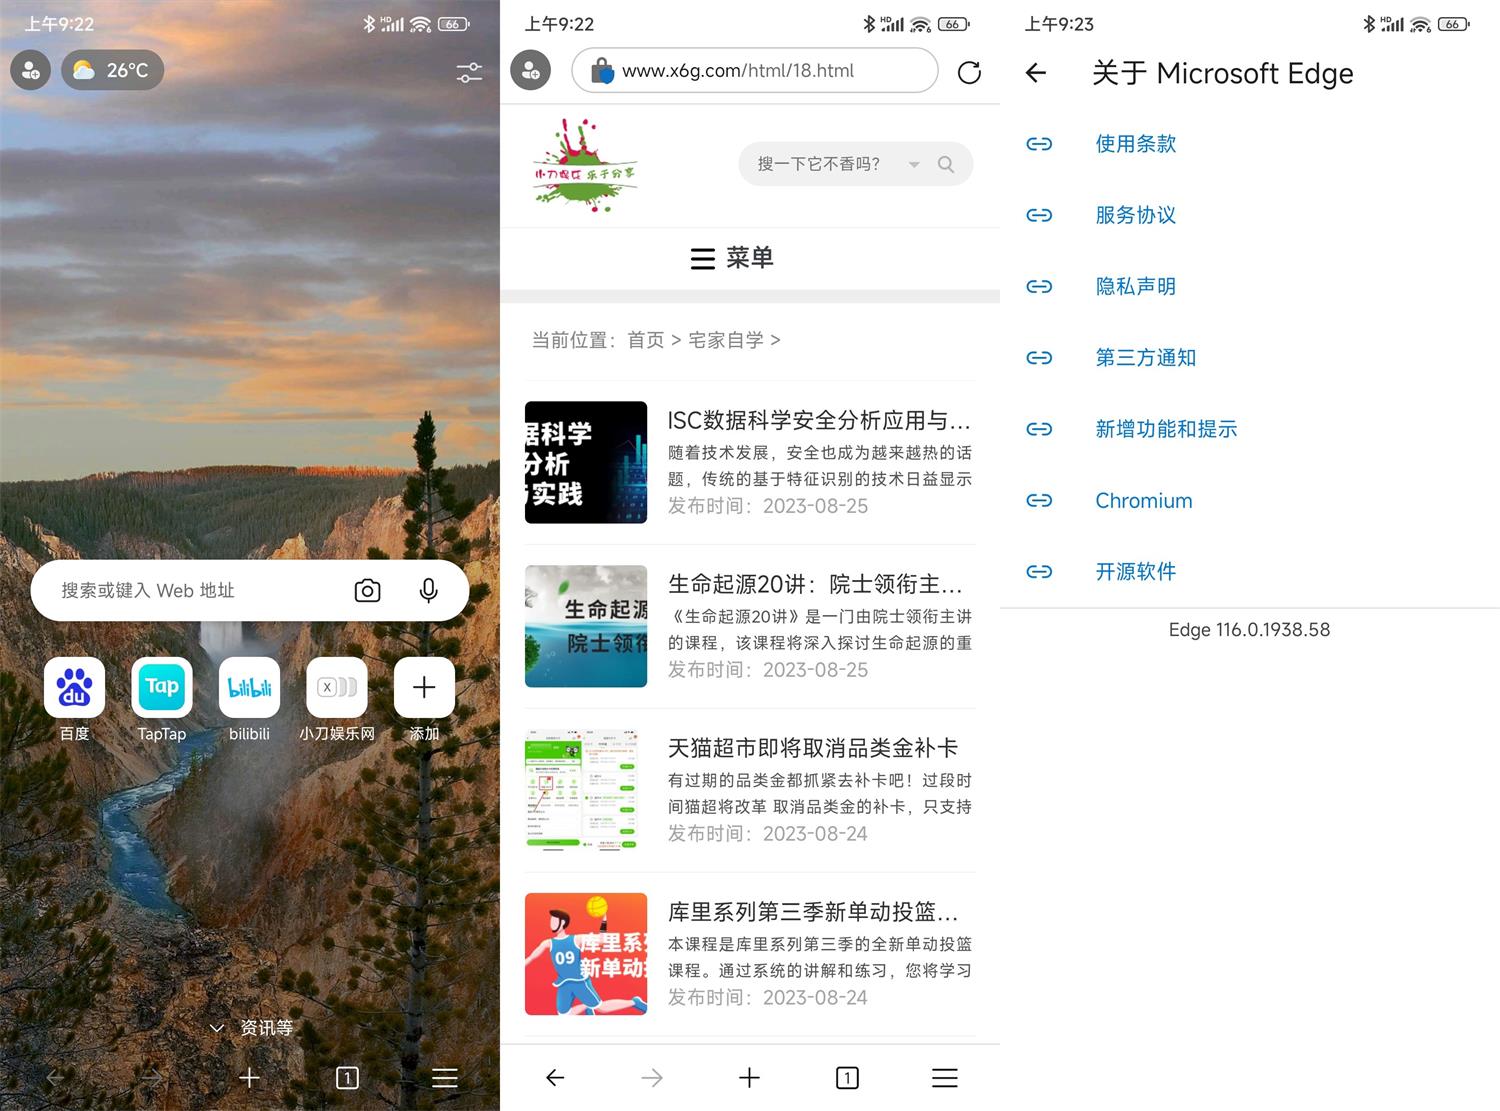 上午9:22
HD
66
26°C
搜索或键入 Web 地址
du
Tap
bilibili
X
百度
TapTap
bilibili
小刀娱乐网
添加
资讯等
1
上午9:22
HD
66
www.x6g.com/html/18.html
小刀娱乐 乐于分享
搜一下它不香吗?
菜单
当前位置：首页 > 宅家自学 >
据科学
分析
与实践
ISC数据科学安全分析应用与...
随着技术发展，安全也成为越来越热的话
题，传统的基于特征识别的技术日益显示
发布时间：2023-08-25
生命起源
院士领衔
生命起源20讲：院士领衔主...
《生命起源20讲》是一门由院士领衔主讲
的课程，该课程将深入探讨生命起源的重
发布时间：2023-08-25
天猫超市即将取消品类金补卡
有过期的品类金都抓紧去补卡吧！过段时
间猫超将改革 取消品类金的补卡，只支持
发布时间：2023-08-24
09
库里系列
新单动投
库里系列第三季新单动投篮...
本课程是库里系列第三季的全新单动投篮
课程。通过系统的讲解和练习，您将学习
发布时间：2023-08-24
1
上午9:23
HD
66
关于 Microsoft Edge
使用条款
服务协议
隐私声明
第三方通知
新增功能和提示
Chromium
开源软件
Edge 116.0.1938.58